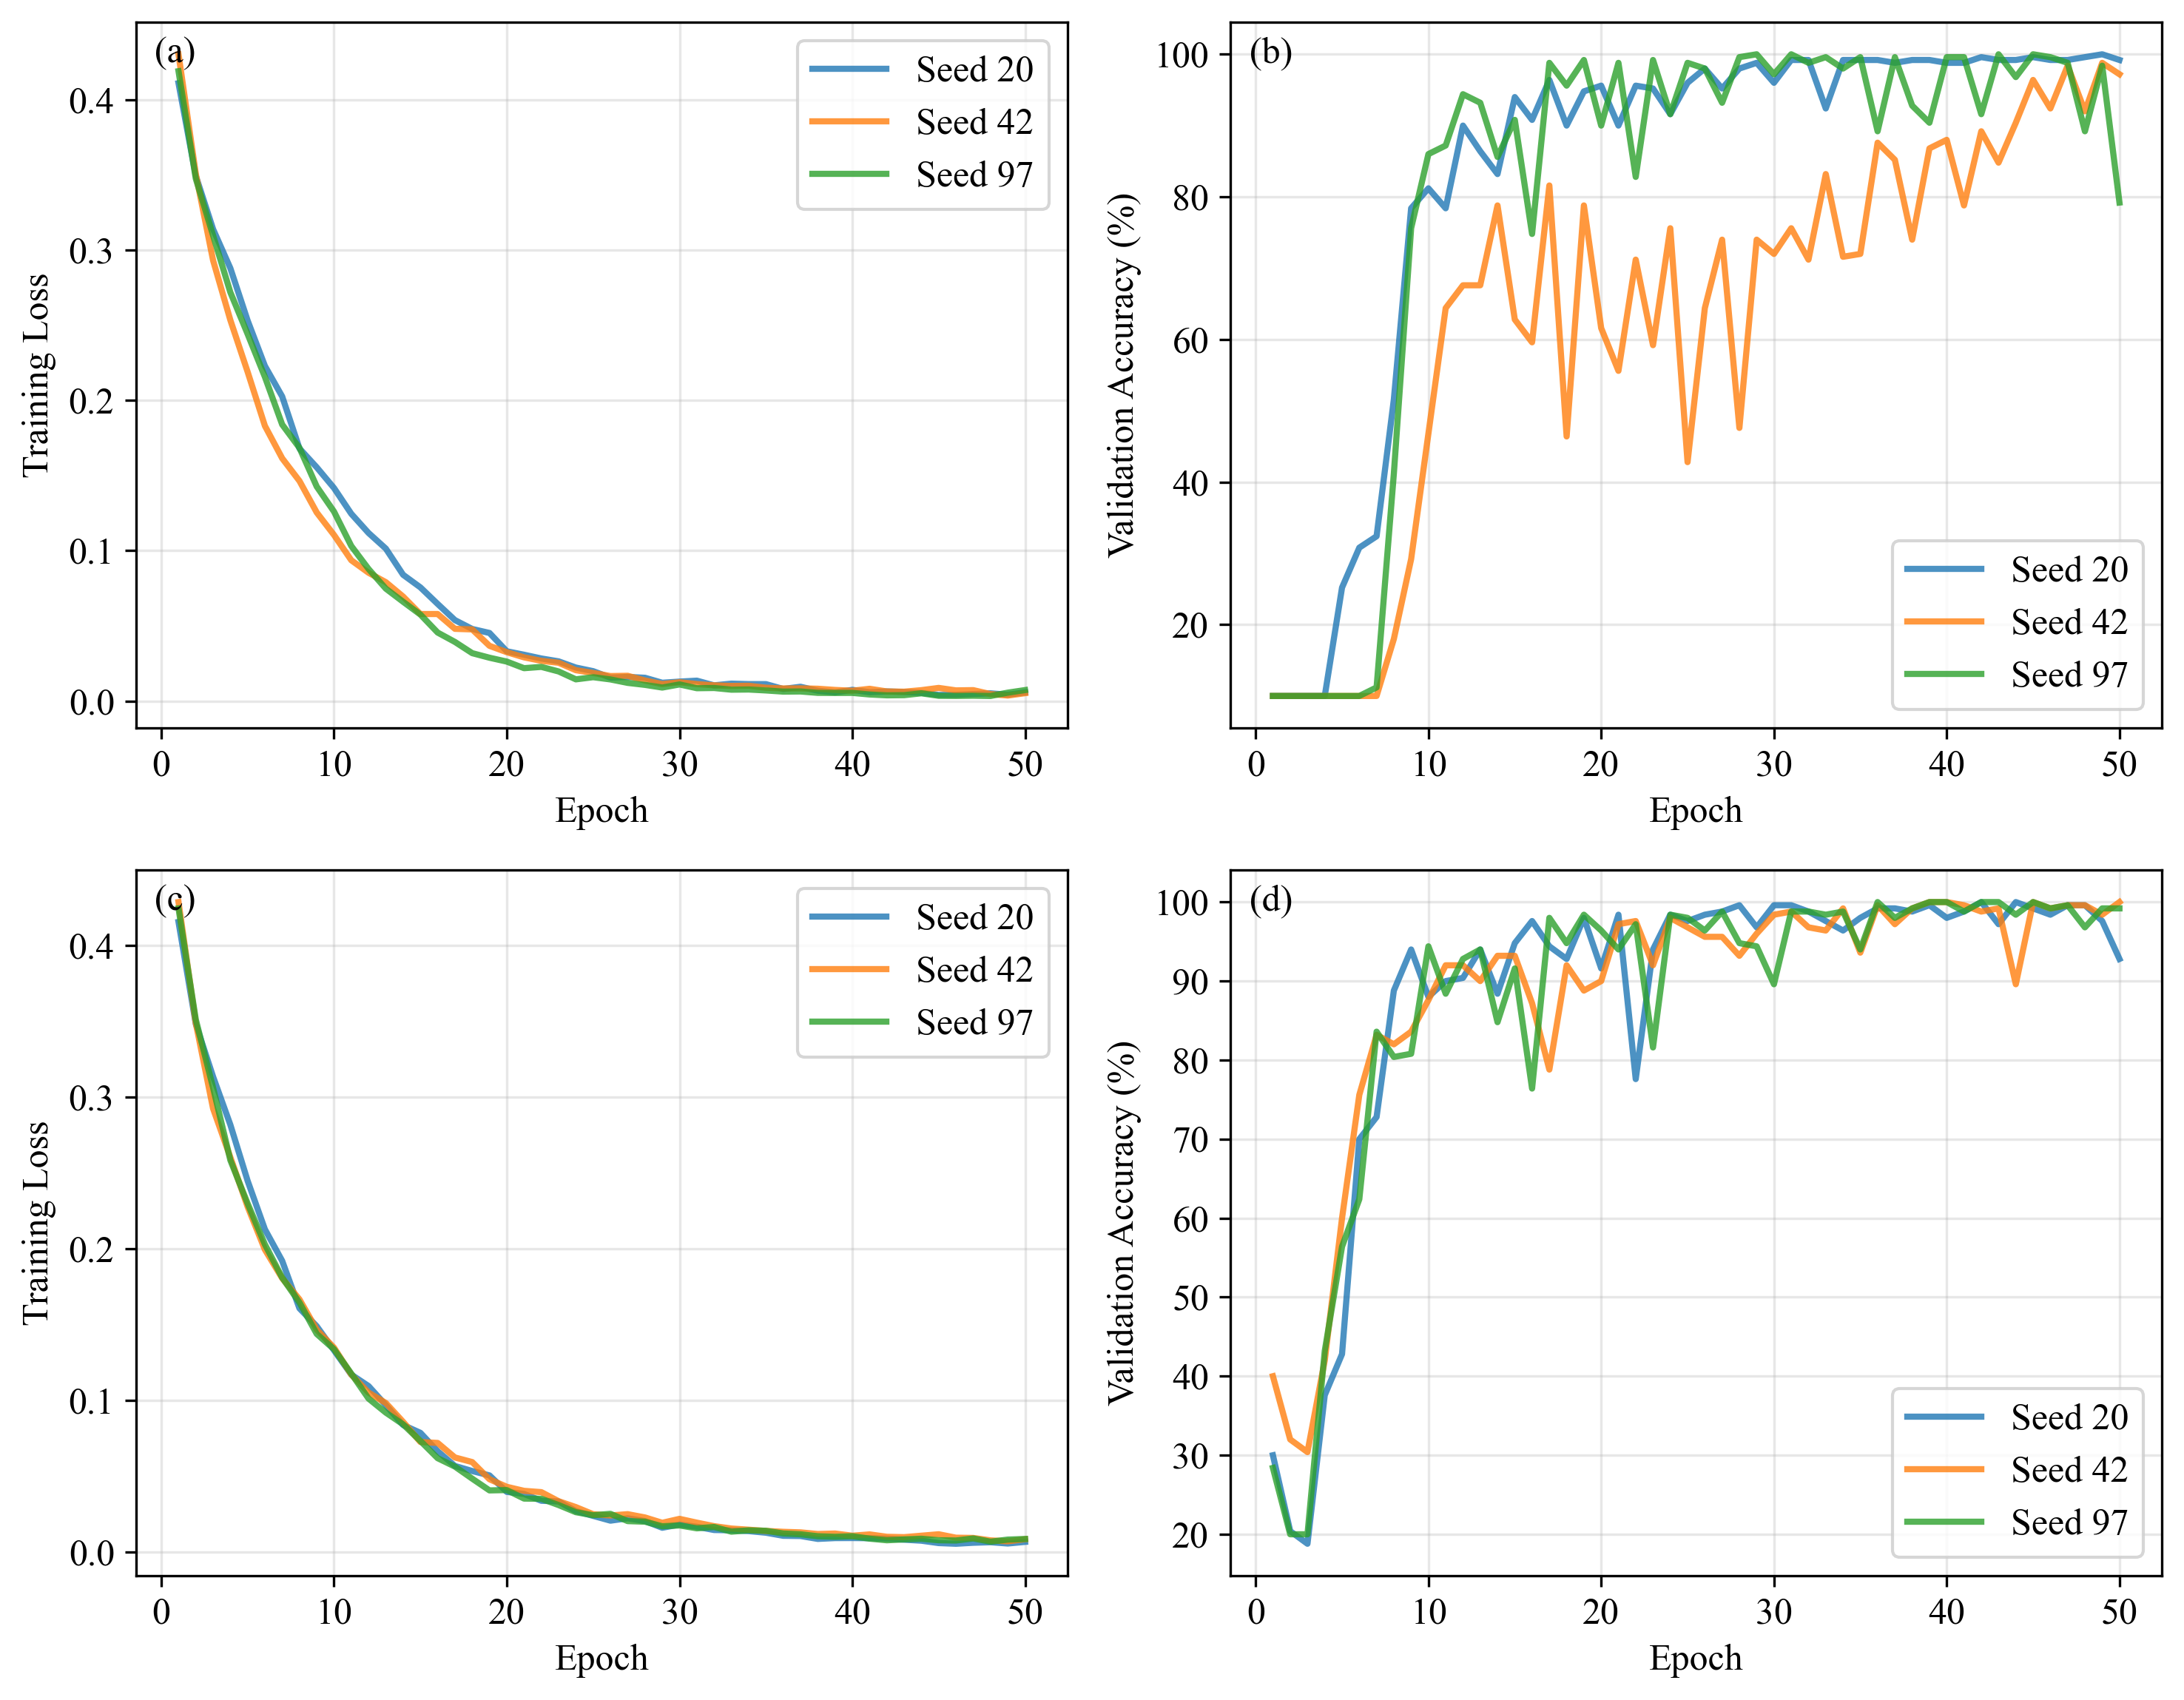 (a)
Training Loss
0.4
0.3
0.2
0.1
0.0
0 10 20 30 40 50
Epoch
Seed 20
Seed 42
Seed 97
(b)
Validation Accuracy (%)
100
80
60
40
20
0 10 20 30 40 50
Epoch
Seed 20
Seed 42
Seed 97
(c)
Training Loss
0.4
0.3
0.2
0.1
0.0
0 10 20 30 40 50
Epoch
Seed 20
Seed 42
Seed 97
(d)
Validation Accuracy (%)
100
90
80
70
60
50
40
30
20
0 10 20 30 40 50
Epoch
Seed 20
Seed 42
Seed 97